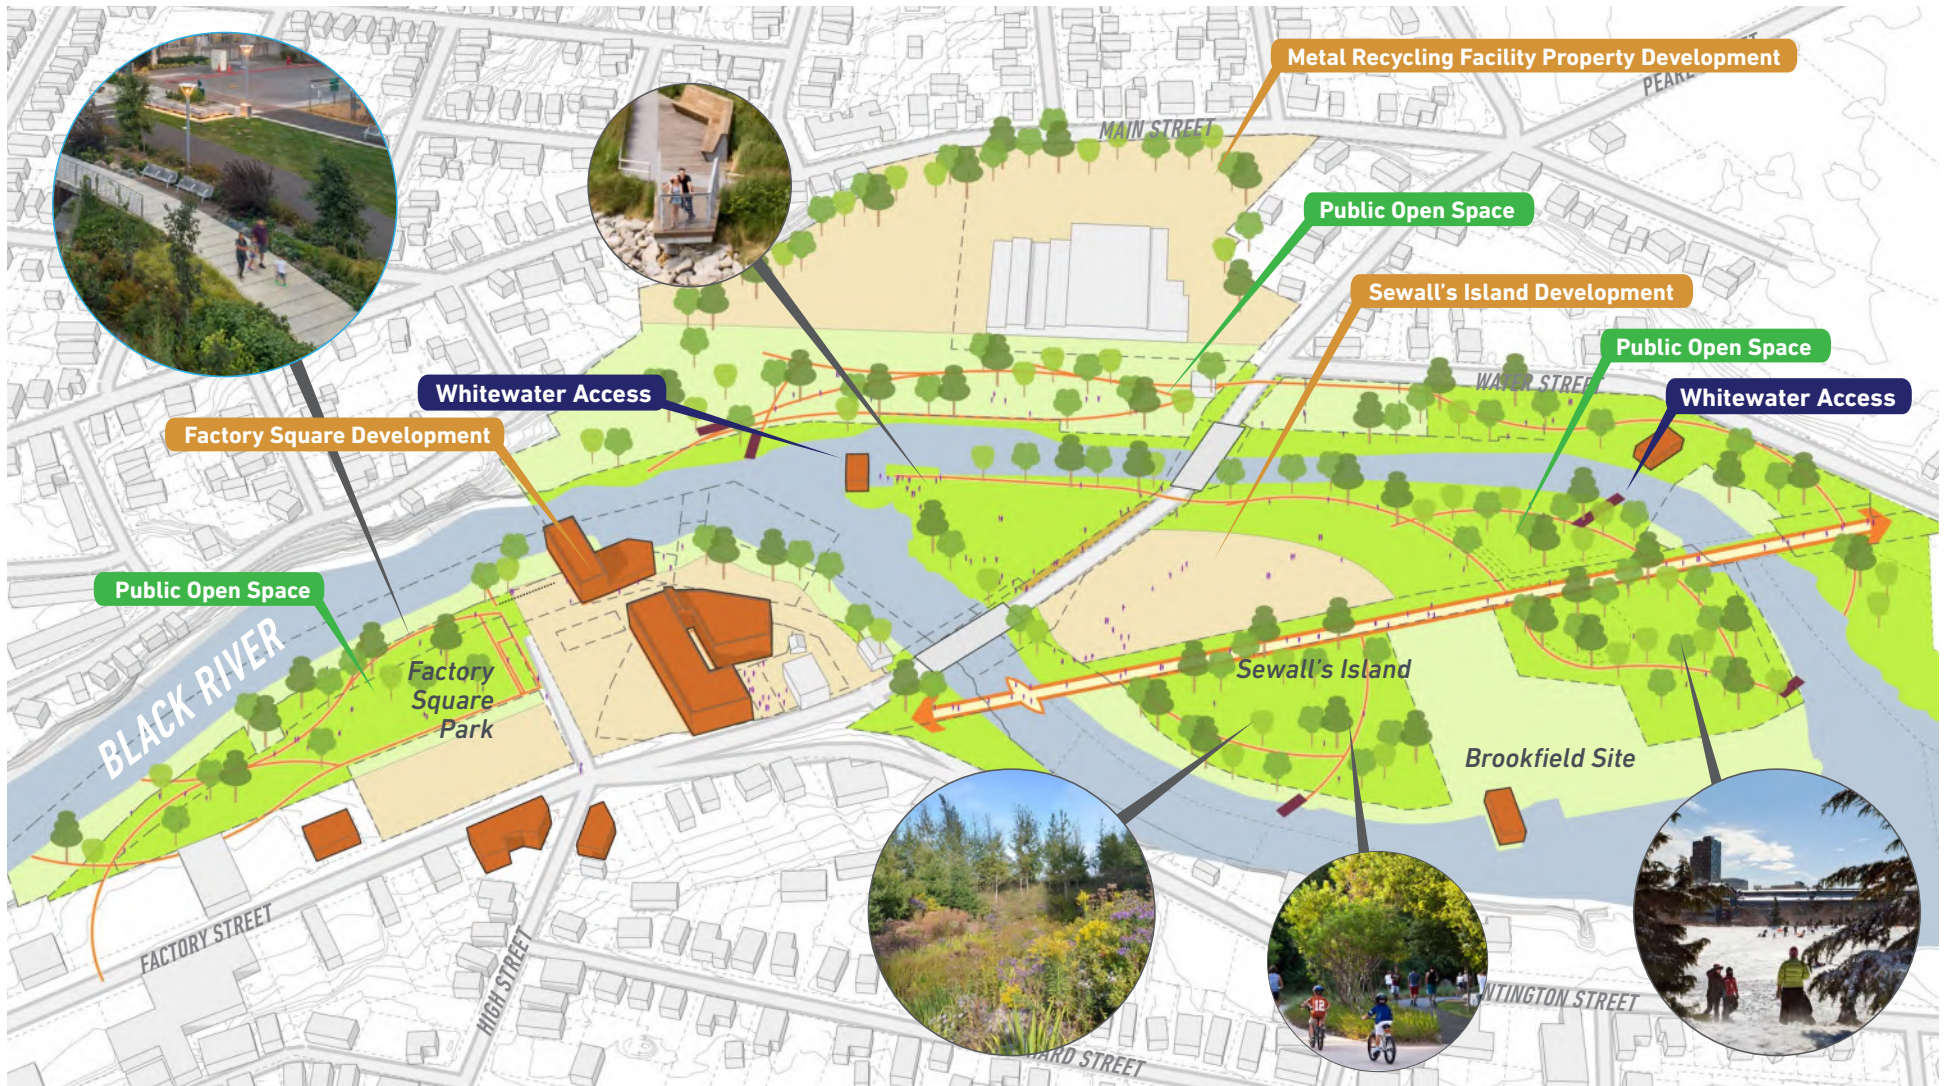 Metal Recycling Facility Property Development
MAIN STREET
Public Open Space
Sewall's Island Development
Public Open Space
WATER STREET
Whitewater Access
Whitewater Access
Factory Square Development
Public Open Space
BLACK RIVER
Factory
Square
Park
Sewall's Island
Brookfield Site
FACTORY STREET
HIGH STREET
12
STREET
STREET